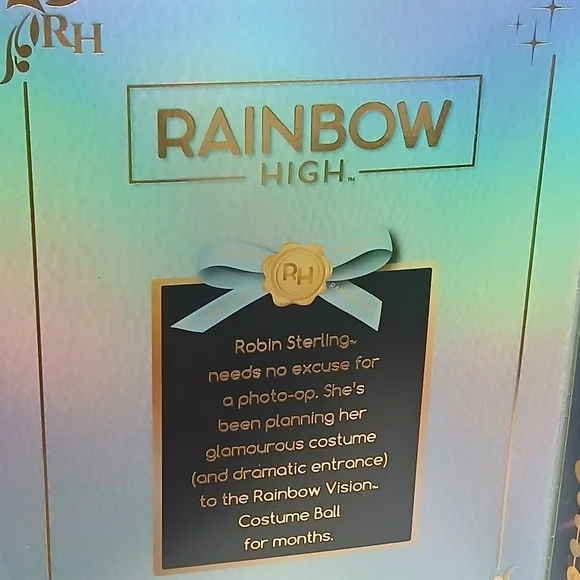 RH
RAINBOW
HIGH™
RH
Robin Sterling™
needs no excuse for
a photo-op. She's
been planning her
glamourous costume
(and dramatic entrance)
to the Rainbow Vision™
Costume Ball
for months.